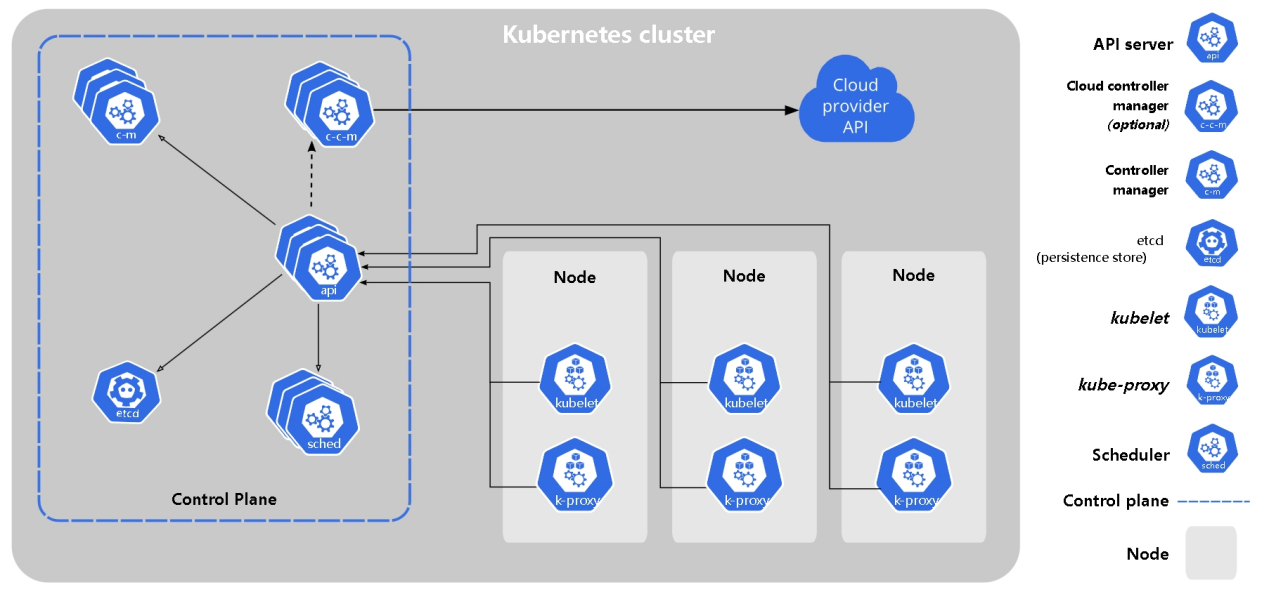 Kubernetes cluster
c-m
c-c-m
Cloud
provider
API
api
etcd
sched
Control Plane
Node
kubelet
k-proxy
Node
kubelet
k-proxy
Node
kubelet
k-proxy
API server
api
Cloud controller
manager
(optional)
c-c-m
Controller
manager
c-m
etcd
(persistence store)
etcd
kubelet
kubelet
kube-proxy
k-proxy
Scheduler
sched
Control plane
Node